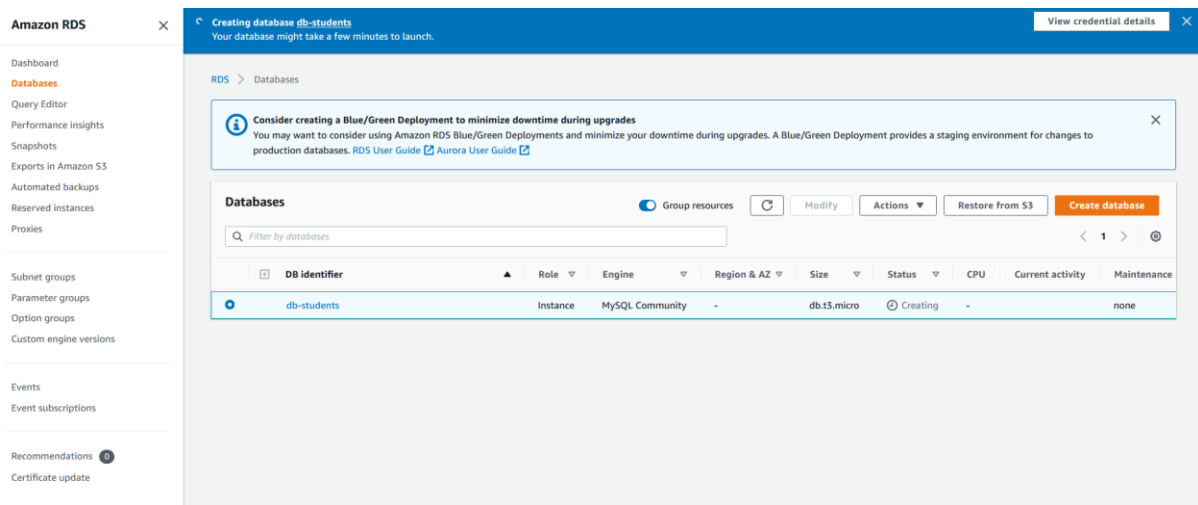 Amazon RDS
Creating database db-students
Your database might take a few minutes to launch.
View credential details
Dashboard
Databases
Query Editor
Performance insights
Snapshots
Exports in Amazon S3
Automated backups
Reserved instances
Proxies
Subnet groups
Parameter groups
Option groups
Custom engine versions
Events
Event subscriptions
Recommendations 0
Certificate update
RDS > Databases
Consider creating a Blue/Green Deployment to minimize downtime during upgrades
You may want to consider using Amazon RDS Blue/Green Deployments and minimize your downtime during upgrades. A Blue/Green Deployment provides a staging environment for changes to
production databases. RDS User Guide Aurora User Guide
Databases
Group resources Modify Actions Restore from S3 Create database
Filter by databases
1
DB identifier Role Engine Region & AZ Size Status CPU Current activity Maintenance
db-students Instance MySQL Community - db.t3.micro Creating - none